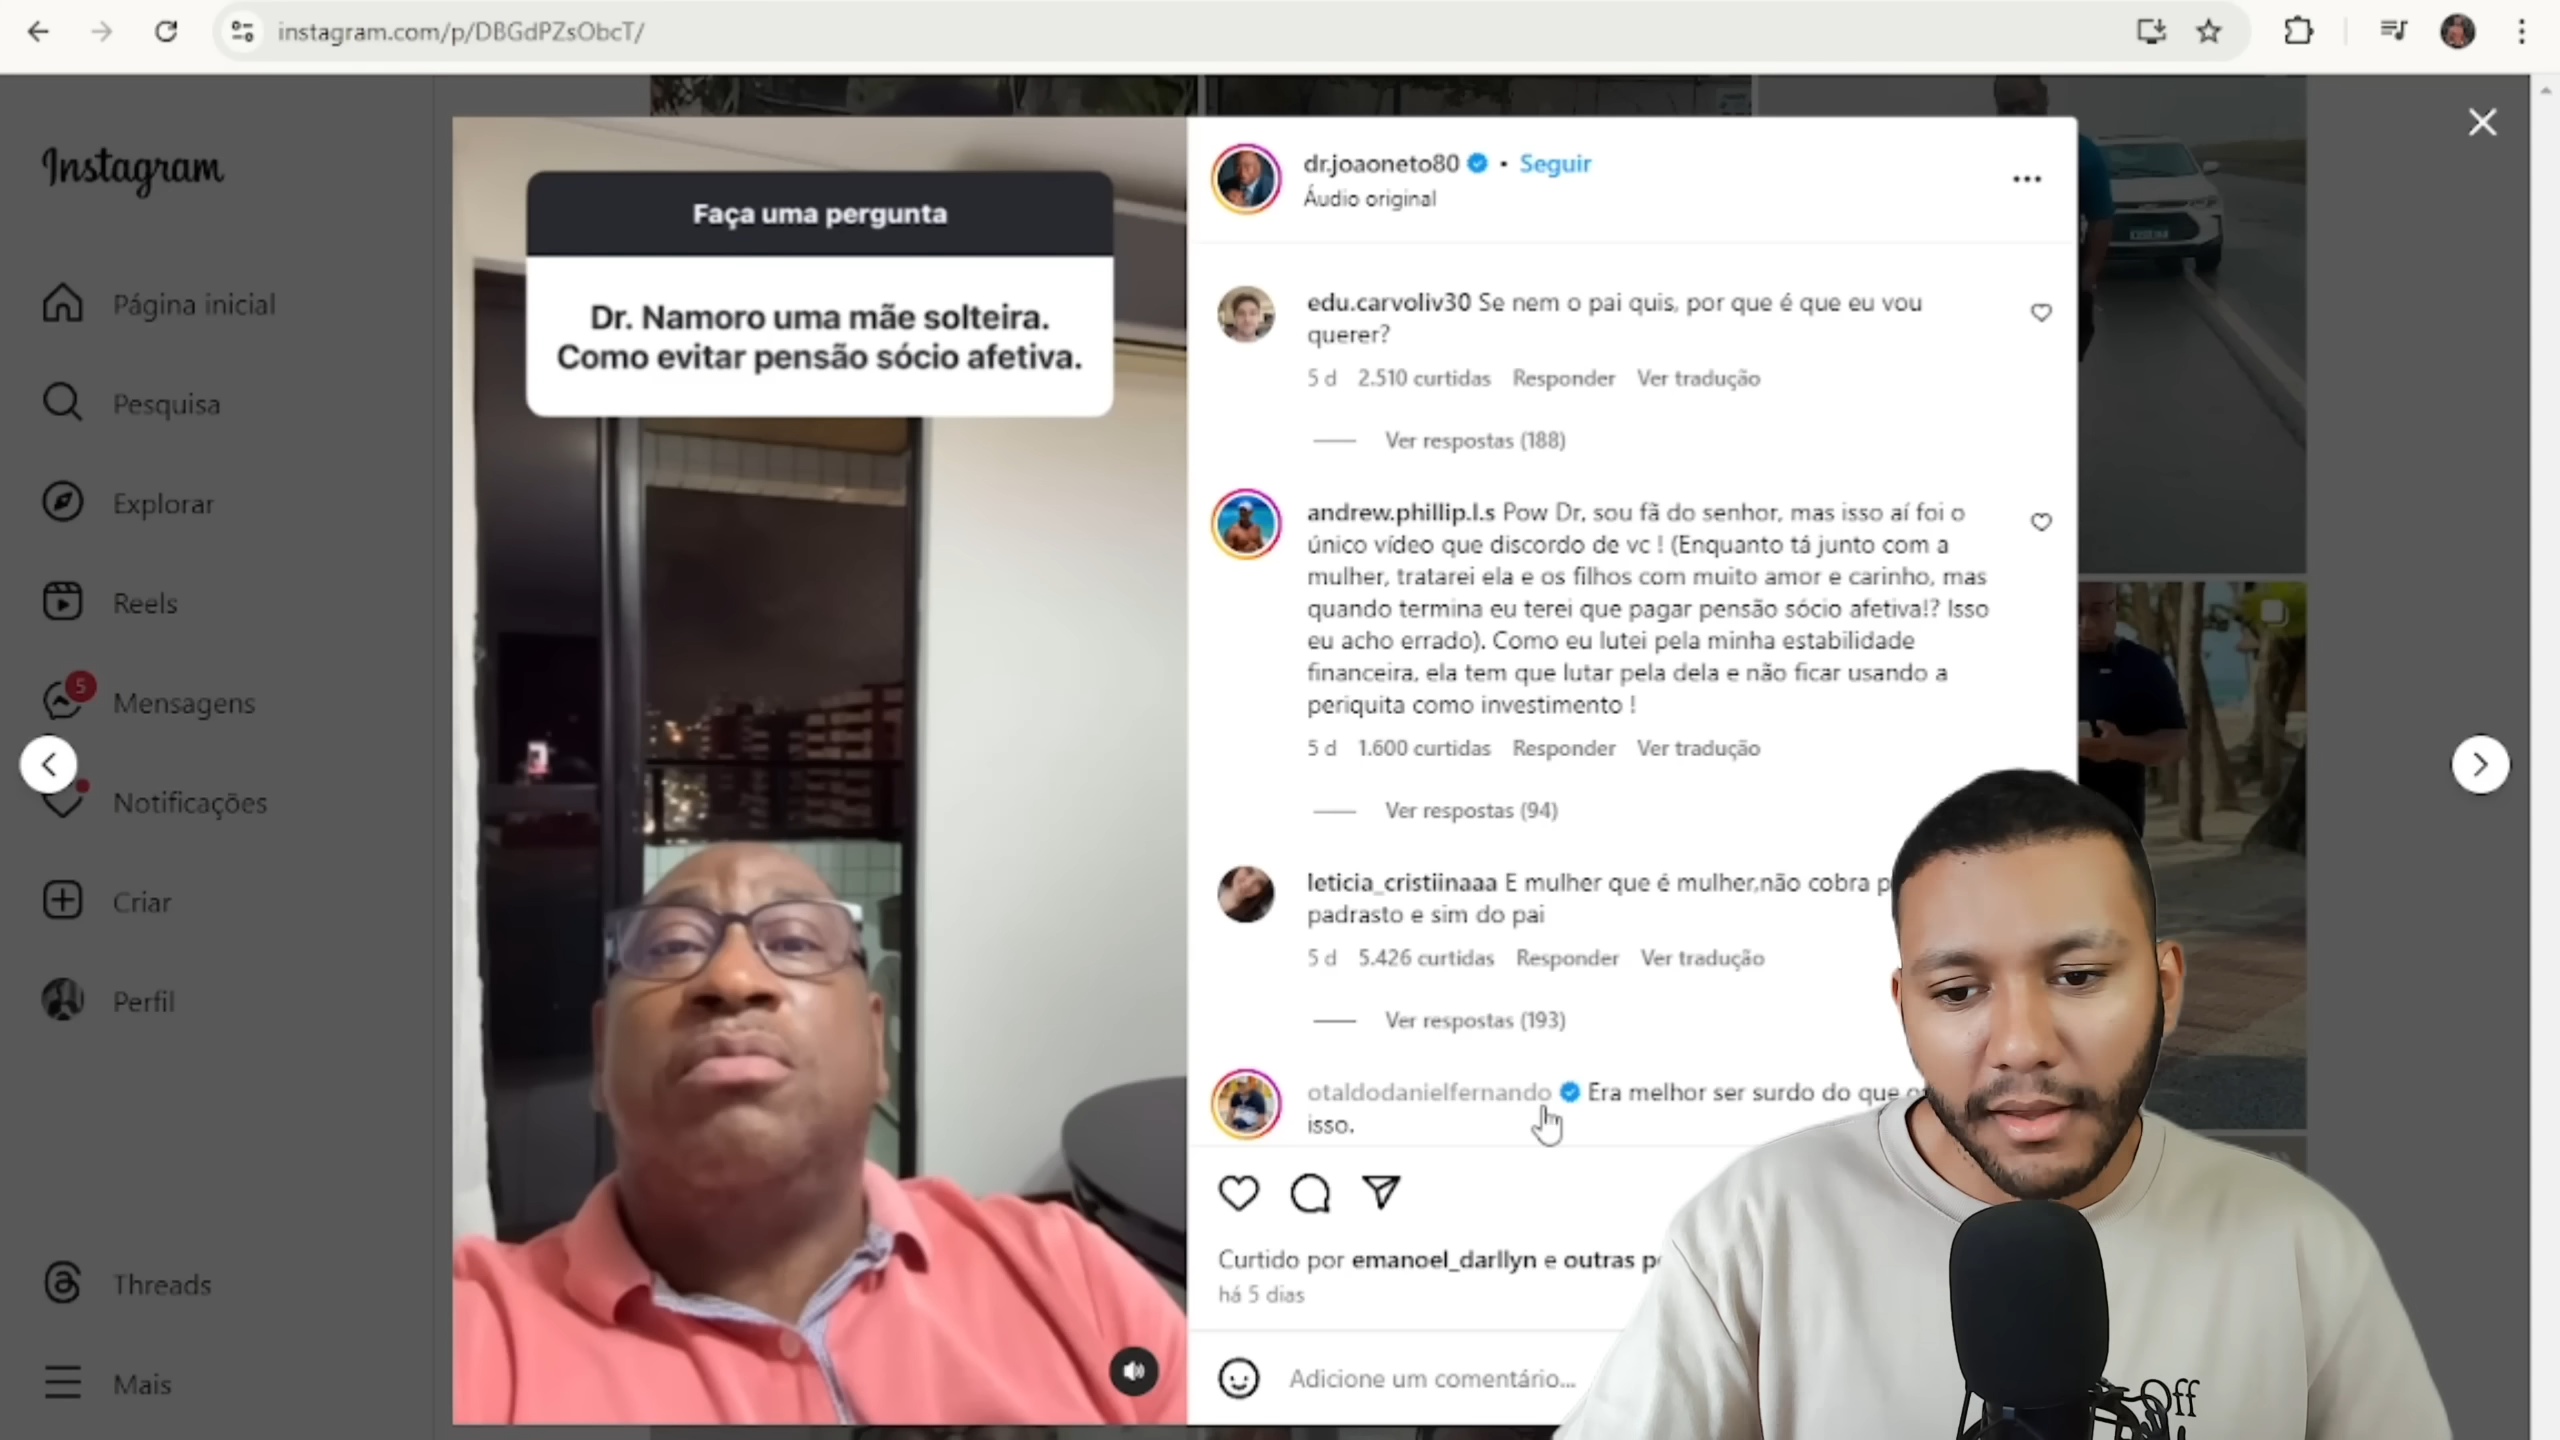 instagram.com/p/DBGdPZsObcT/
Instagram
Página inicial
Pesquisa
Explorar
Reels
5
Mensagens
Notificações
Criar
Perfil
Threads
Mais
Faça uma pergunta
Dr. Namoro uma mãe solteira.
Como evitar pensão sócio afetiva.
dr.joaoneto80 • Seguir
Áudio original
edu.carvoliv30 Se nem o pai quis, por que é que eu vou
querer?
5 d 2.510 curtidas Responder Ver tradução
Ver respostas (188)
andrew.phillip.l.s Pow Dr, sou fã do senhor, mas isso aí foi o
único vídeo que discordo de vc ! (Enquanto tá junto com a
mulher, tratarei ela e os filhos com muito amor e carinho, mas
quando termina eu terei que pagar pensão sócio afetiva!? Isso
eu acho errado). Como eu lutei pela minha estabilidade
financeira, ela tem que lutar pela dela e não ficar usando a
periquita como investimento !
5 d 1.600 curtidas Responder Ver tradução
Ver respostas (94)
leticia_cristiinaaa E mulher que é mulher,não cobra
padrasto e sim do pai
5 d 5.426 curtidas Responder Ver tradução
Ver respostas (193)
otaldodanielfernando Era melhor ser surdo do que
isso.
Curtido por emanoel_darllyn e outras
há 5 dias
Adicione um comentário...
Off